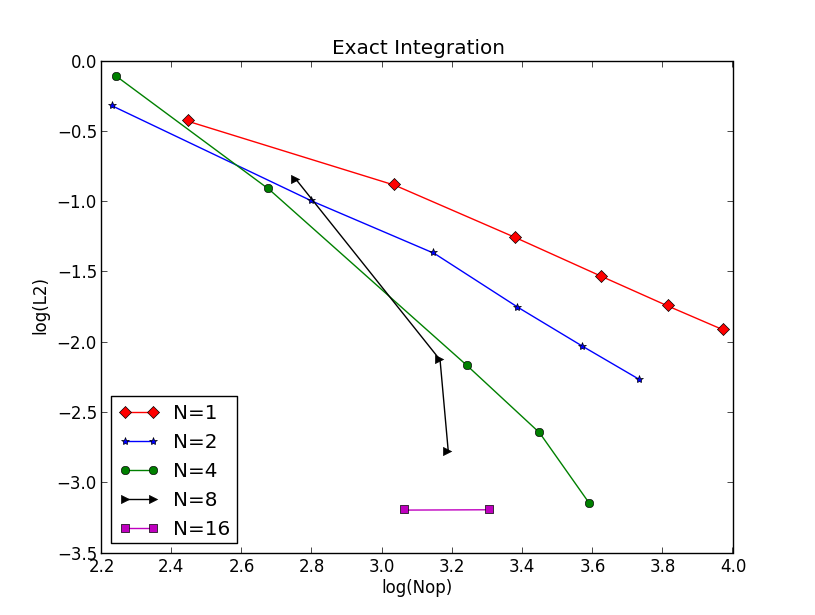 Exact Integration
0.0
−0.5
−1.0
−1.5
−2.0
−2.5
−3.0
−3.5
log(L2)
N=1
N=2
N=4
N=8
N=16
2.2 2.4 2.6 2.8 3.0 3.2 3.4 3.6 3.8 4.0
log(Nop)